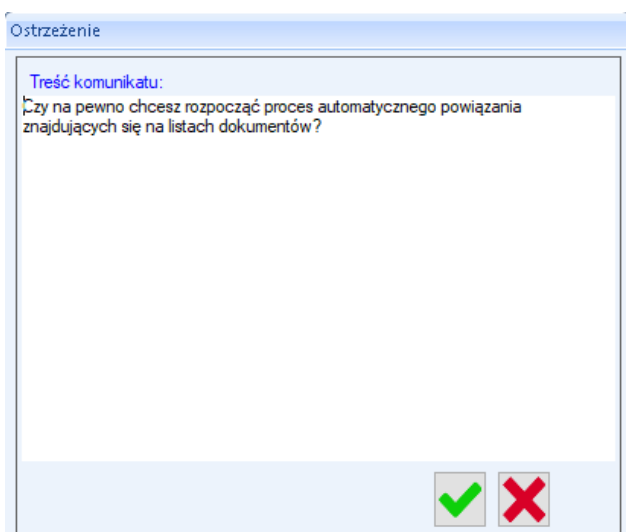 Ostrzeżenie
Treść komunikatu:
Czy na pewno chcesz rozpocząć proces automatycznego powiązania
znajdujących się na listach dokumentów?